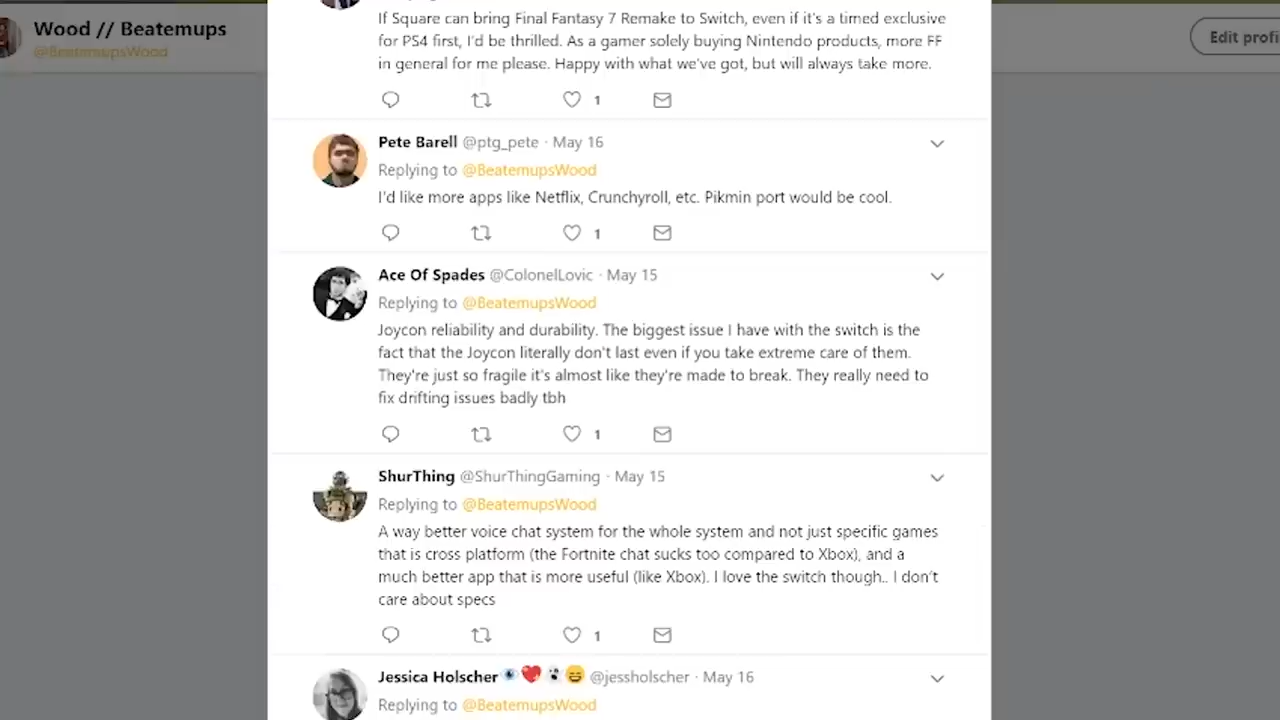 Wood // Beatemups
@BeatemupsWood
Edit profi
If Square can bring Final Fantasy 7 Remake to Switch, even if it's a timed exclusive
for PS4 first, I'd be thrilled. As a gamer solely buying Nintendo products, more FF
in general for me please. Happy with what we've got, but will always take more.
1
Pete Barell @ptg_pete · May 16
Replying to @BeatemupsWood
I'd like more apps like Netflix, Crunchyroll, etc. Pikmin port would be cool.
1
Ace Of Spades @ColonelLovic · May 15
Replying to @BeatemupsWood
Joycon reliability and durability. The biggest issue I have with the switch is the
fact that the Joycon literally don't last even if you take extreme care of them.
They're just so fragile it's almost like they're made to break. They really need to
fix drifting issues badly tbh
1
ShurThing @ShurThingGaming · May 15
Replying to @BeatemupsWood
A way better voice chat system for the whole system and not just specific games
that is cross platform (the Fortnite chat sucks too compared to Xbox), and a
much better app that is more useful (like Xbox). I love the switch though.. I don't
care about specs
1
Jessica Holscher @jessholscher · May 16
Replying to @BeatemupsWood